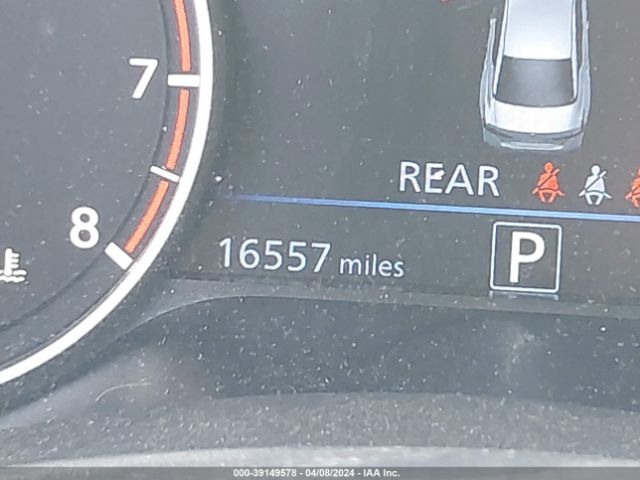 7
REAR
8
16557 miles
P
000-39149578 - 04/08/2024 - IAA Inc.